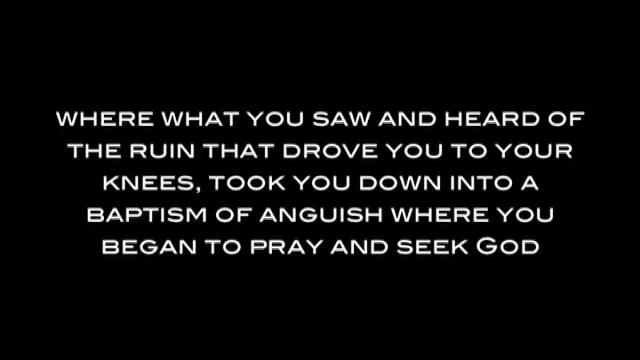 WHERE WHAT YOU SAW AND HEARD OF
THE RUIN THAT DROVE YOU TO YOUR
KNEES, TOOK YOU DOWN INTO A
BAPTISM OF ANGUISH WHERE YOU
BEGAN TO PRAY AND SEEK GOD